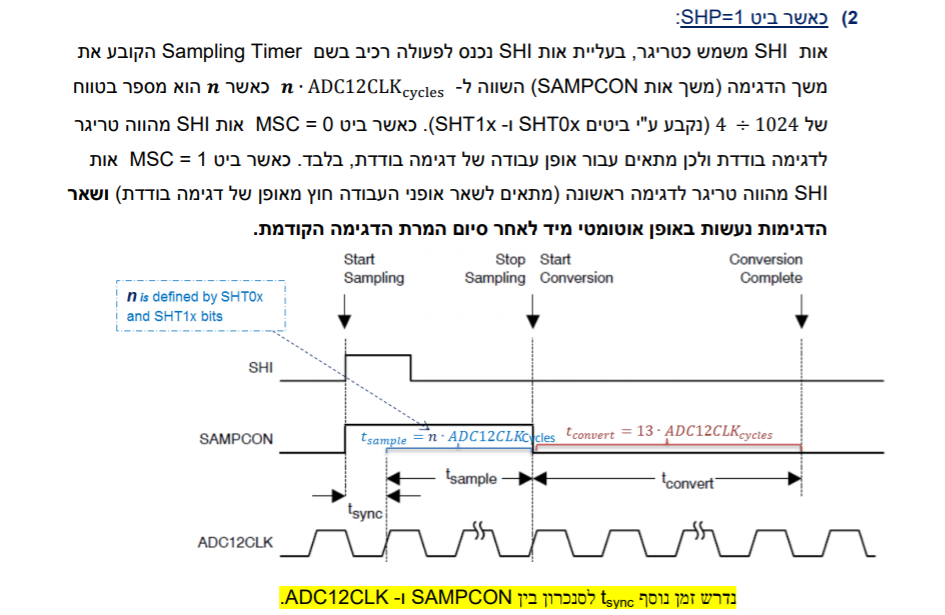 2) כאשר ביט SHP=1:
אות SHI משמש כטריגר, בעליית אות SHI נכנס לפעולה רכיב בשם Sampling Timer הקובע את
משך הדגימה (משך אות SAMPCON) השווה ל- n · ADC12CLKcycles כאשר n הוא מספר בטווח
של 4 ÷ 1024 (נקבע ע"י ביטים SHT0x ו- SHT1x). כאשר ביט MSC = 0 אות SHI מהווה טריגר
לדגימה בודדת ולכן מתאים עבור אופן עבודה של דגימה בודדת, בלבד. כאשר ביט MSC = 1 אות
SHI מהווה טריגר לדגימה ראשונה (מתאים לשאר אופני העבודה חוץ מאופן של דגימה בודדת) ושאר
הדגימות נעשות באופן אוטומטי מיד לאחר סיום המרת הדגימה הקודמת.
Start Sampling
Stop Sampling
Start Conversion
Conversion Complete
n is defined by SHT0x
and SHT1x bits
SHI
SAMPCON
tsample = n · ADC12CLKcycles
tconvert = 13 · ADC12CLKcycles
tsample
tconvert
tsync
ADC12CLK
נדרש זמן נוסף tsync לסנכרון בין SAMPCON ו- ADC12CLK.